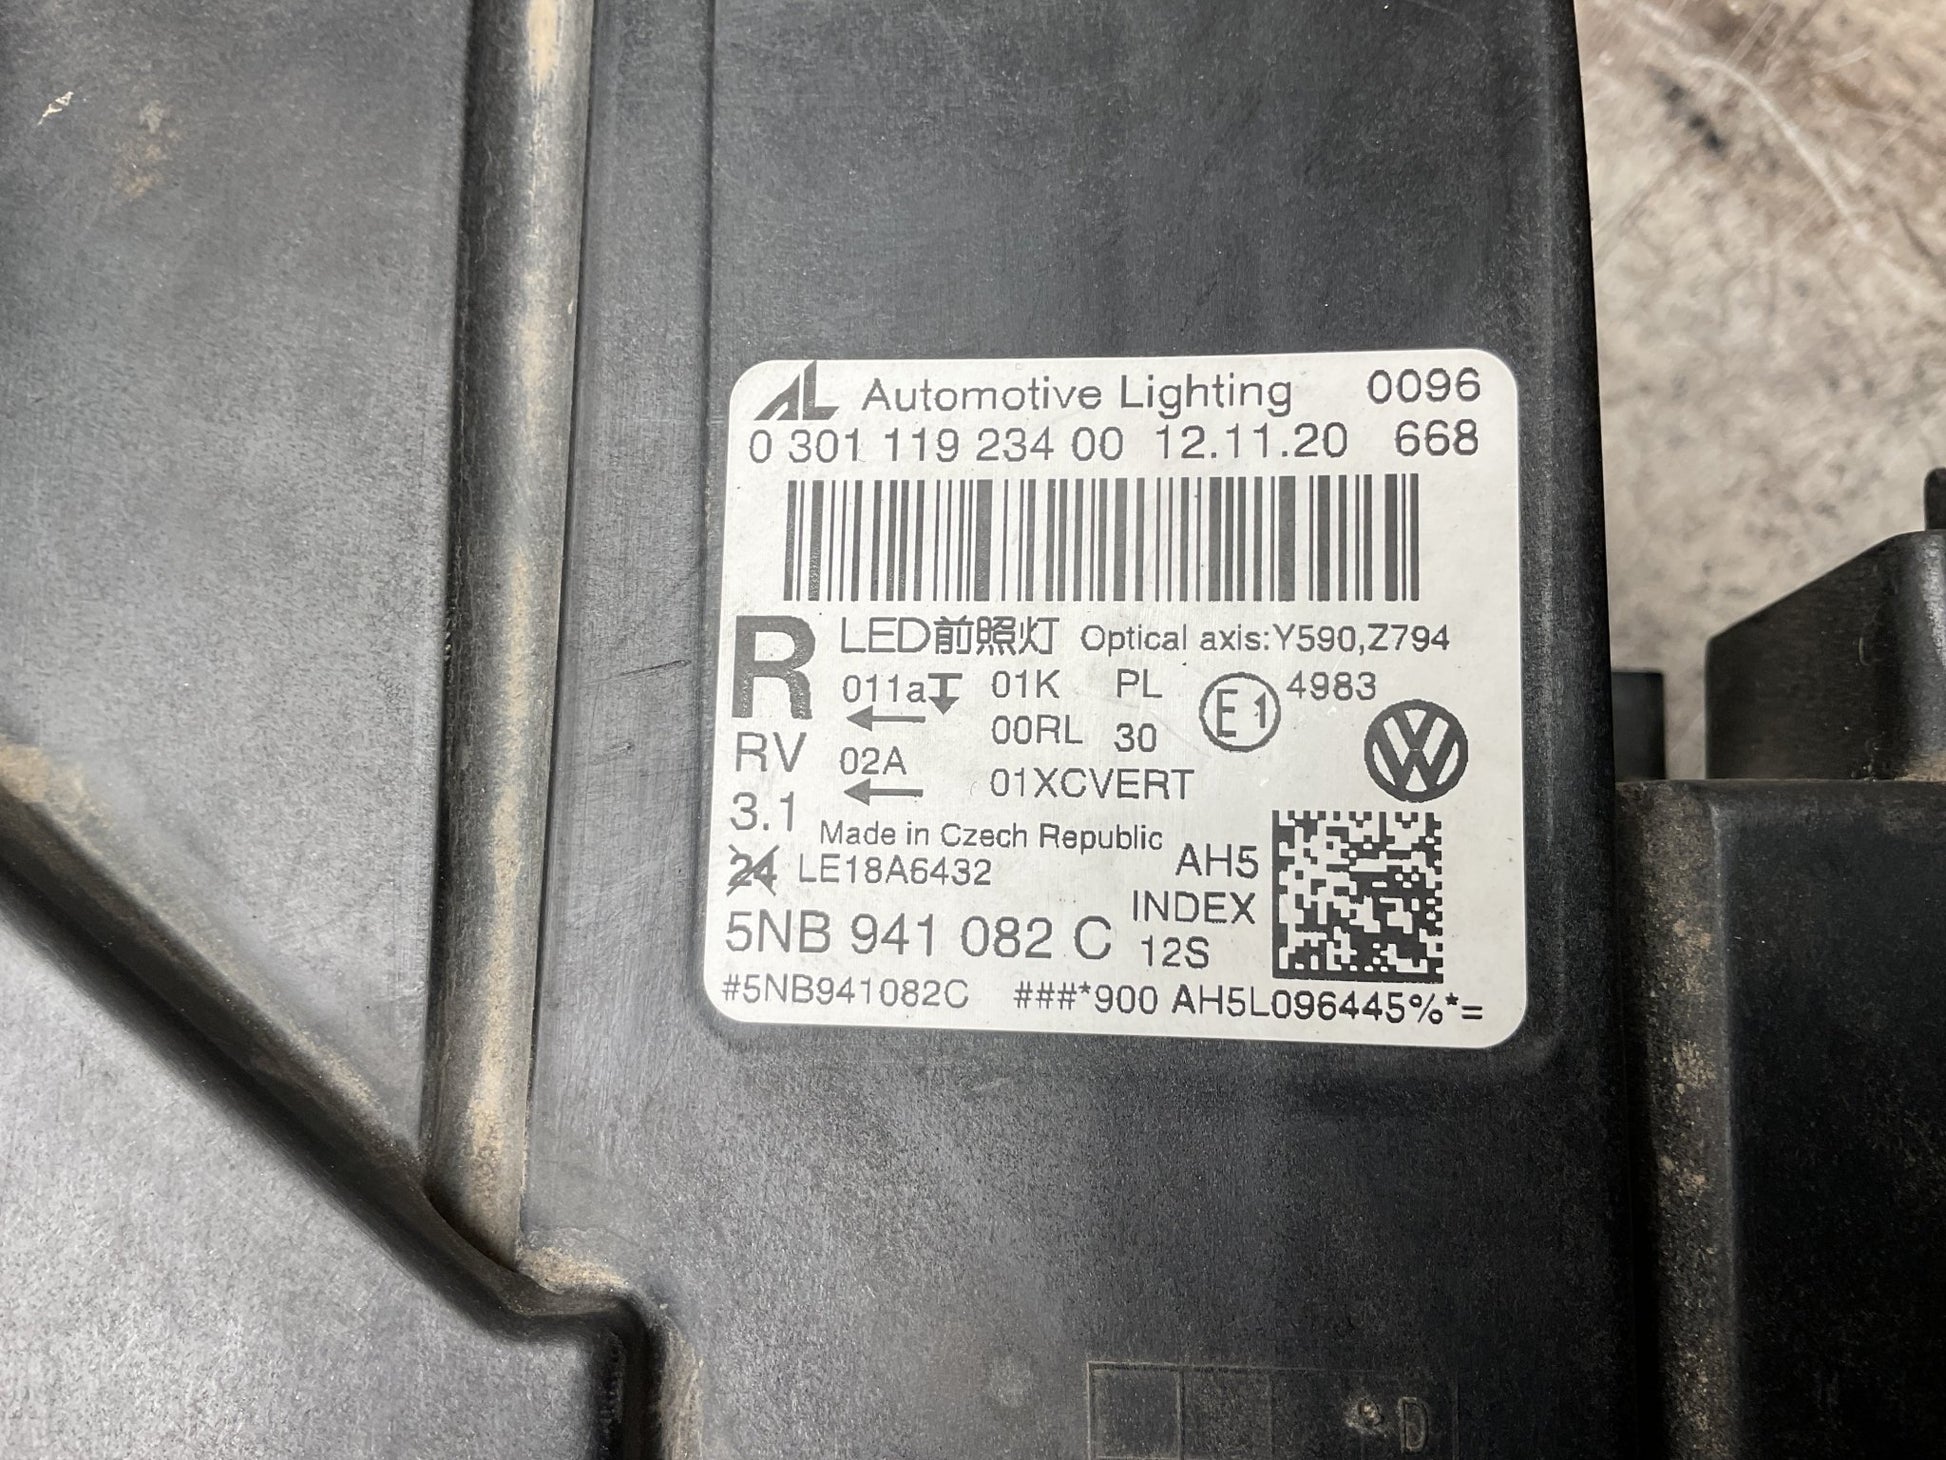 AL Automotive Lighting 0096
0 301 119 234 00 12.11.20 668
R LED前照灯 Optical axis:Y590,Z794
011a 01K PL E1 4983
00RL 30
RV 02A 01XCVERT
3.1 Made in Czech Republic
24 LE18A6432 AH5
INDEX
5NB 941 082 C 12S
#5NB941082C ###*900 AH5L096445%*=
D